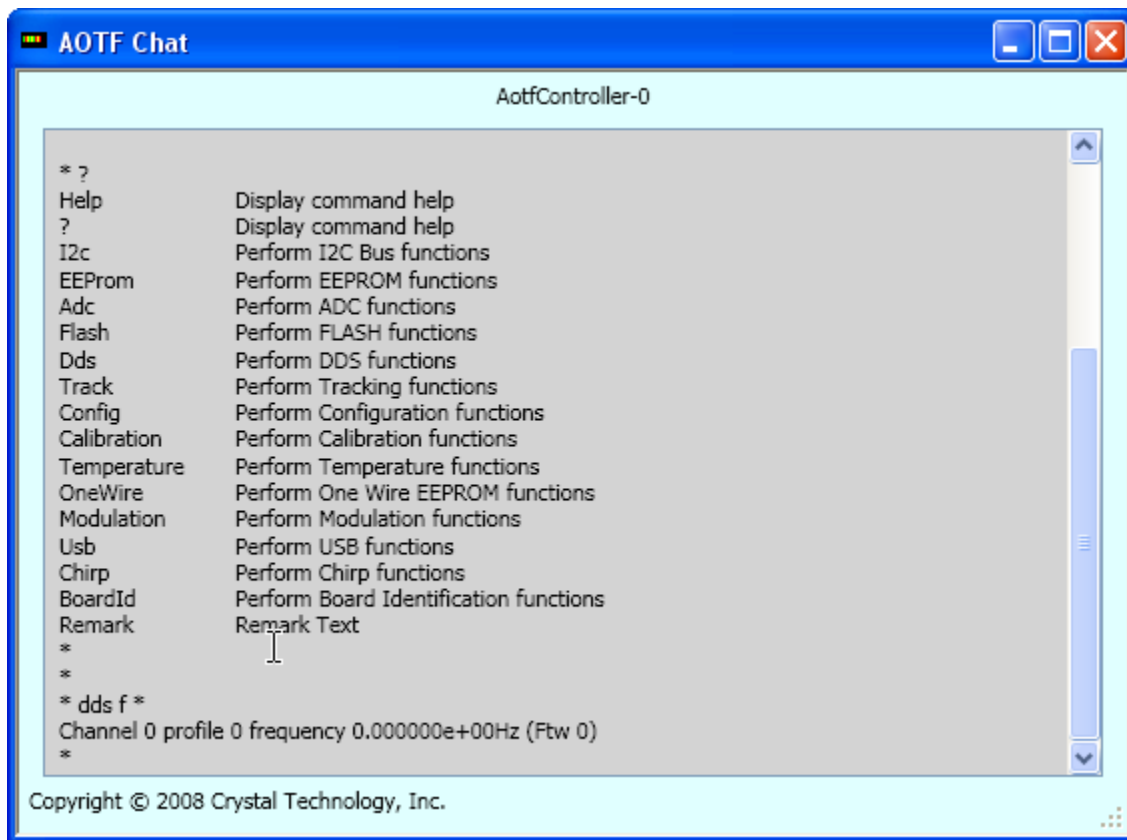 AOTF Chat
AotfController-0
* ?
Help Display command help
? Display command help
I2c Perform I2C Bus functions
EEProm Perform EEPROM functions
Adc Perform ADC functions
Flash Perform FLASH functions
Dds Perform DDS functions
Track Perform Tracking functions
Config Perform Configuration functions
Calibration Perform Calibration functions
Temperature Perform Temperature functions
OneWire Perform One Wire EEPROM functions
Modulation Perform Modulation functions
Usb Perform USB functions
Chirp Perform Chirp functions
BoardId Perform Board Identification functions
Remark Remark Text
*
*
* dds f *
Channel 0 profile 0 frequency 0.000000e+00Hz (Ftw 0)
*
Copyright © 2008 Crystal Technology, Inc.